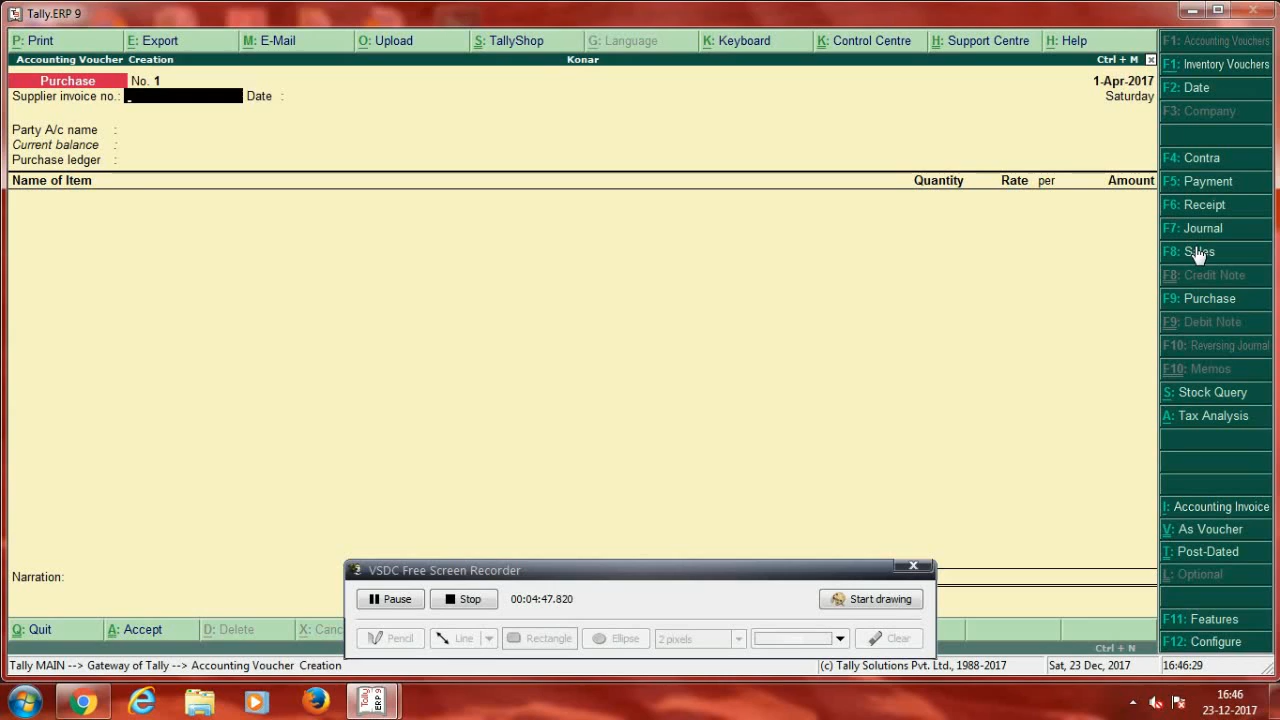 Tally.ERP 9
P: Print E: Export M: E-Mail O: Upload S: TallyShop G: Language K: Keyboard K: Control Centre H: Support Centre H: Help
Accounting Voucher Creation Konar Ctrl + M
Purchase No. 1 1-Apr-2017
Supplier invoice no.: Date : Saturday
Party A/c name :
Current balance :
Purchase ledger :
Name of Item Quantity Rate per Amount
F1: Accounting Vouchers
F1: Inventory Vouchers
F2: Date
F3: Company
F4: Contra
F5: Payment
F6: Receipt
F7: Journal
F8: Sales
F8: Credit Note
F9: Purchase
F9: Debit Note
F10: Reversing Journal
F10: Memos
S: Stock Query
A: Tax Analysis
I: Accounting Invoice
V: As Voucher
T: Post-Dated
L: Optional
F11: Features
F12: Configure
Narration:
VSDC Free Screen Recorder
Pause Stop 00:04:47.820 Start drawing
Pencil Line Rectangle Ellipse 2 pixels Clear
Q: Quit A: Accept D: Delete X: Canc
Ctrl + N
Tally MAIN --> Gateway of Tally --> Accounting Voucher Creation (c) Tally Solutions Pvt. Ltd., 1988-2017 Sat, 23 Dec, 2017 16:46:29
16:46
23-12-2017